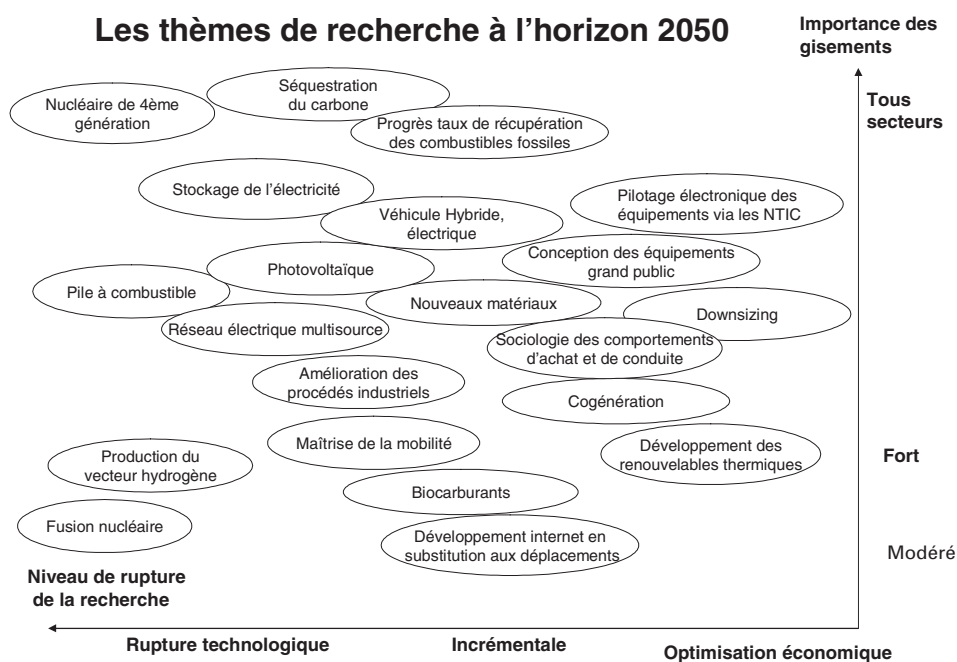 Les thèmes de recherche à l’horizon 2050
Importance des
gisements
Tous
secteurs
Nucléaire de 4ème
génération
Séquestration
du carbone
Progrès taux de récupération
des combustibles fossiles
Stockage de l’électricité
Véhicule Hybride,
électrique
Pilotage électronique des
équipements via les NTIC
Conception des équipements
grand public
Photovoltaïque
Pile à combustible
Nouveaux matériaux
Downsizing
Réseau électrique multisource
Sociologie des comportements
d’achat et de conduite
Amélioration des
procédés industriels
Cogénération
Maîtrise de la mobilité
Développement des
renouvelables thermiques
Fort
Production du
vecteur hydrogène
Biocarburants
Fusion nucléaire
Développement internet en
substitution aux déplacements
Modéré
Niveau de rupture
de la recherche
Rupture technologique
Incrémentale
Optimisation économique